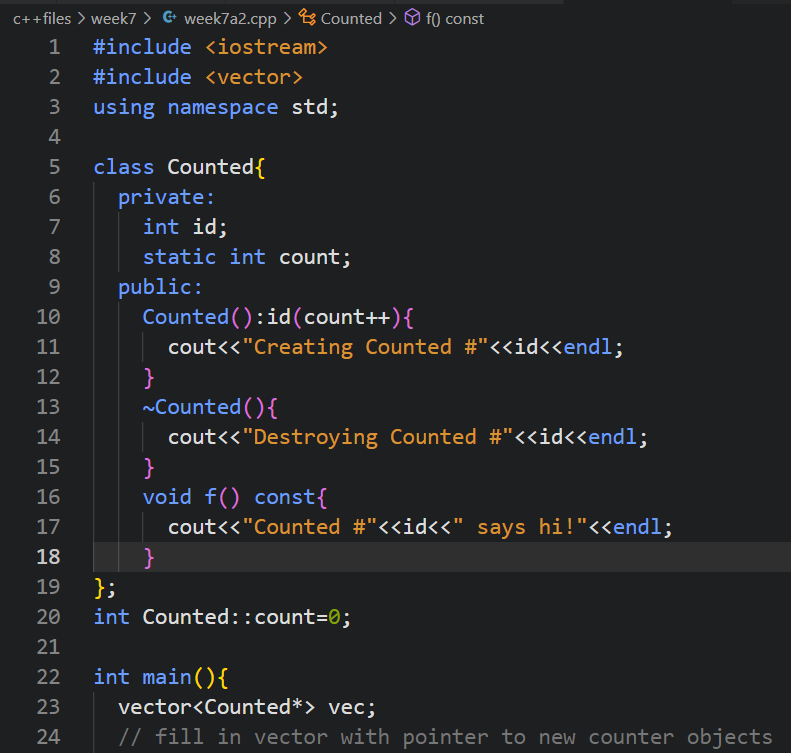 c++files > week7 > week7a2.cpp > Counted > f() const
1 #include <iostream>
2 #include <vector>
3 using namespace std;
4
5 class Counted{
6 private:
7 int id;
8 static int count;
9 public:
10 Counted():id(count++){
11 cout<<"Creating Counted #"<<id<<endl;
12 }
13 ~Counted(){
14 cout<<"Destroying Counted #"<<id<<endl;
15 }
16 void f() const{
17 cout<<"Counted #"<<id<<" says hi!"<<endl;
18 }
19 };
20 int Counted::count=0;
21
22 int main(){
23 vector<Counted*> vec;
24 // fill in vector with pointer to new counter objects